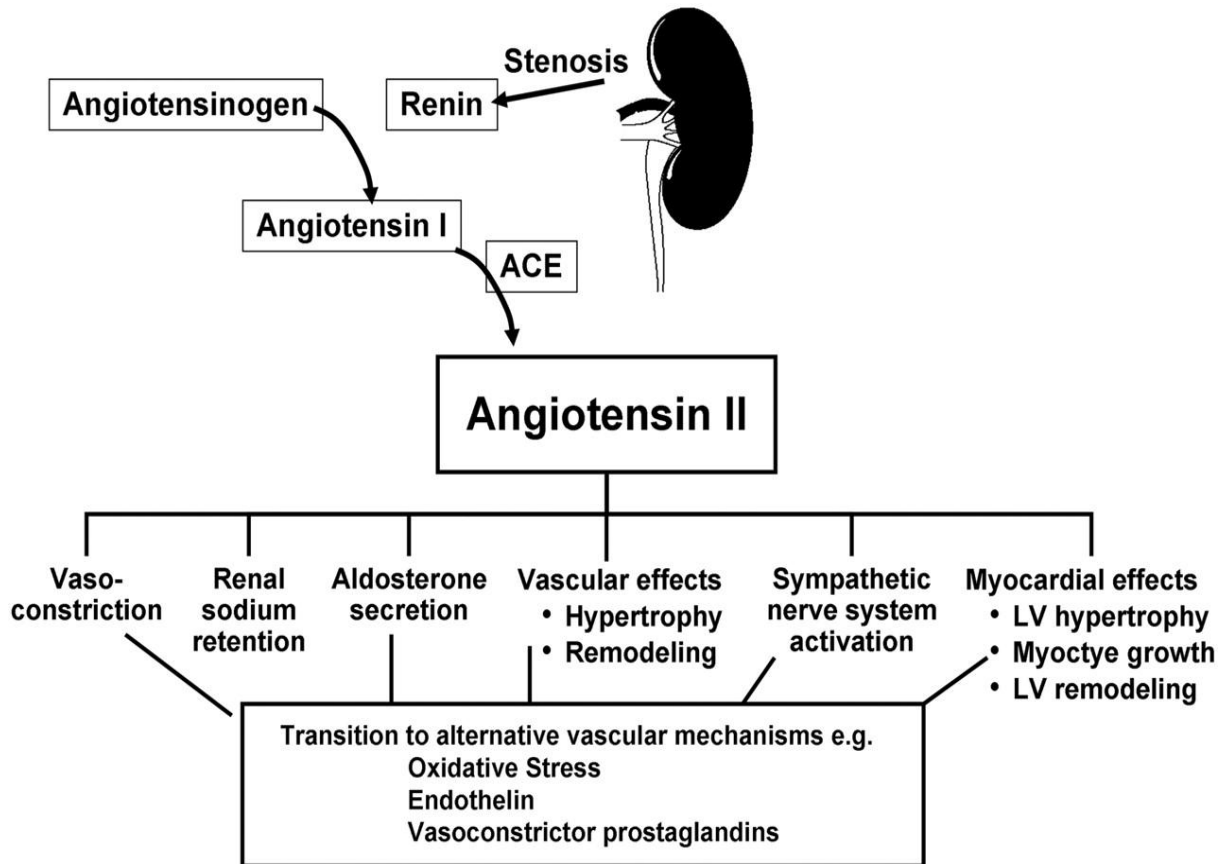 Stenosis
Angiotensinogen
Renin
Angiotensin I
ACE
Angiotensin II
Vaso-
constriction
Renal
sodium
retention
Aldosterone
secretion
Vascular effects
• Hypertrophy
• Remodeling
Sympathetic
nerve system
activation
Myocardial effects
• LV hypertrophy
• Myoctye growth
• LV remodeling
Transition to alternative vascular mechanisms e.g.
Oxidative Stress
Endothelin
Vasoconstrictor prostaglandins